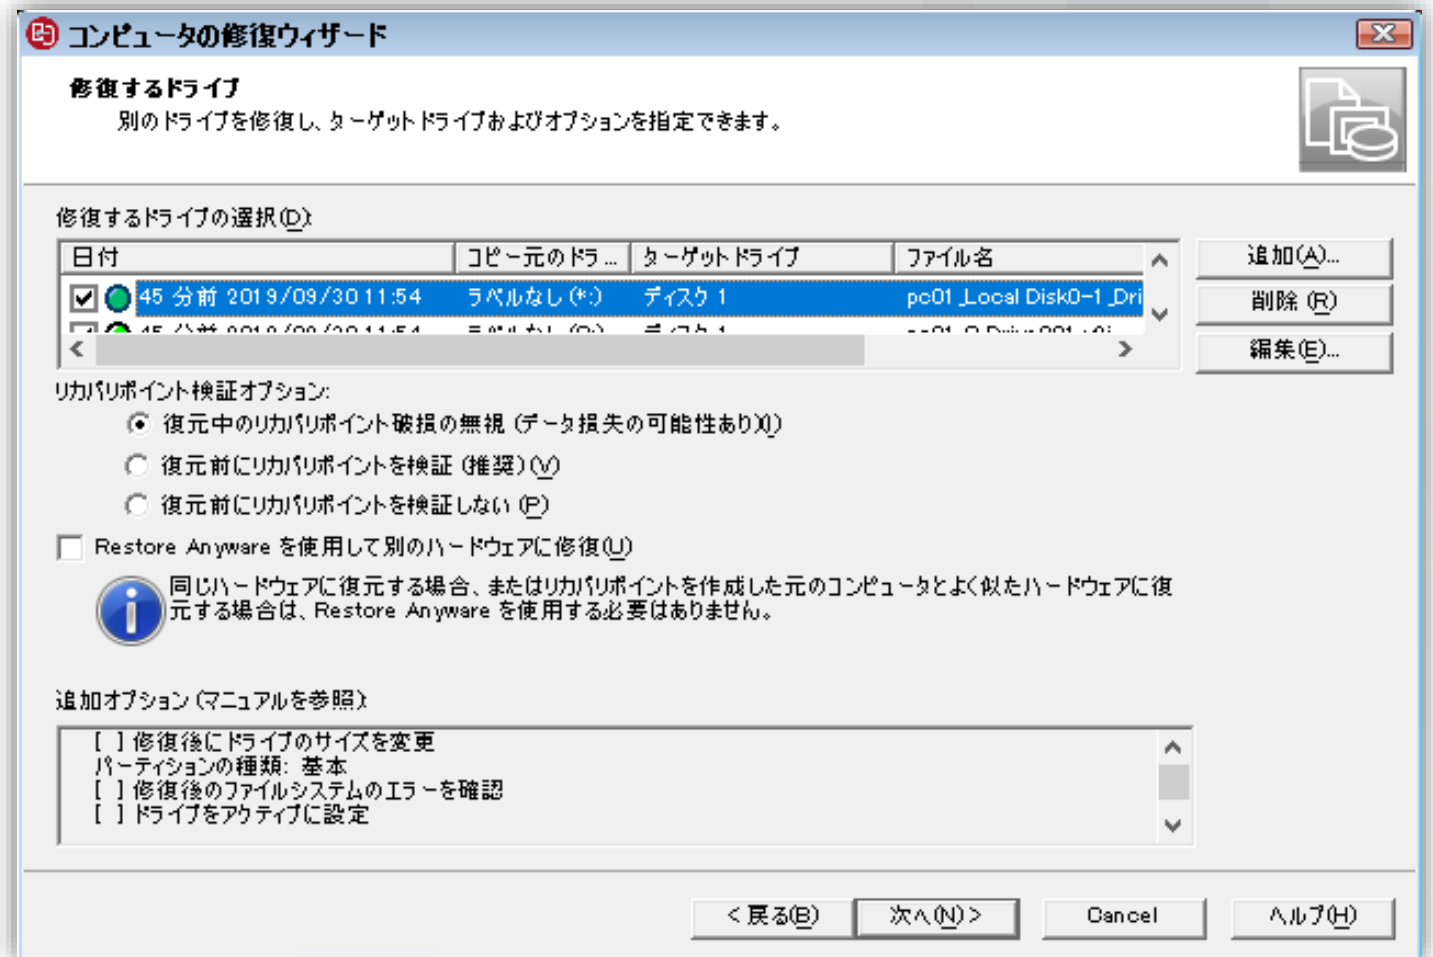 コンピュータの修復ウィザード
修復するドライブ
別のドライブを修復し、ターゲットドライブおよびオプションを指定できます。
修復するドライブの選択(D):
日付 コピー元のドラ... ターゲットドライブ ファイル名
追加(A)...
45 分前 2019/09/30 11:54 ラベルなし (*:) ディスク 1 pc01_Local Disk0-1_Dri
削除 (R)
45 分前 2019/09/30 11:54 ラベルなし ディスク 1
編集(E)...
リカバリポイント検証オプション:
復元中のリカバリポイント破損の無視 (データ損失の可能性あり)(I)
復元前にリカバリポイントを検証 (推奨)(V)
復元前にリカバリポイントを検証しない (P)
Restore Anyware を使用して別のハードウェアに修復(U)
同じハードウェアに復元する場合、またはリカバリポイントを作成した元のコンピュータとよく似たハードウェアに復
元する場合は、Restore Anyware を使用する必要はありません。
追加オプション (マニュアルを参照):
[ ] 修復後にドライブのサイズを変更
パーティションの種類: 基本
[ ] 修復後のファイルシステムのエラーを確認
[ ] ドライブをアクティブに設定
< 戻る(B) 次へ(N) > Cancel ヘルプ(H)